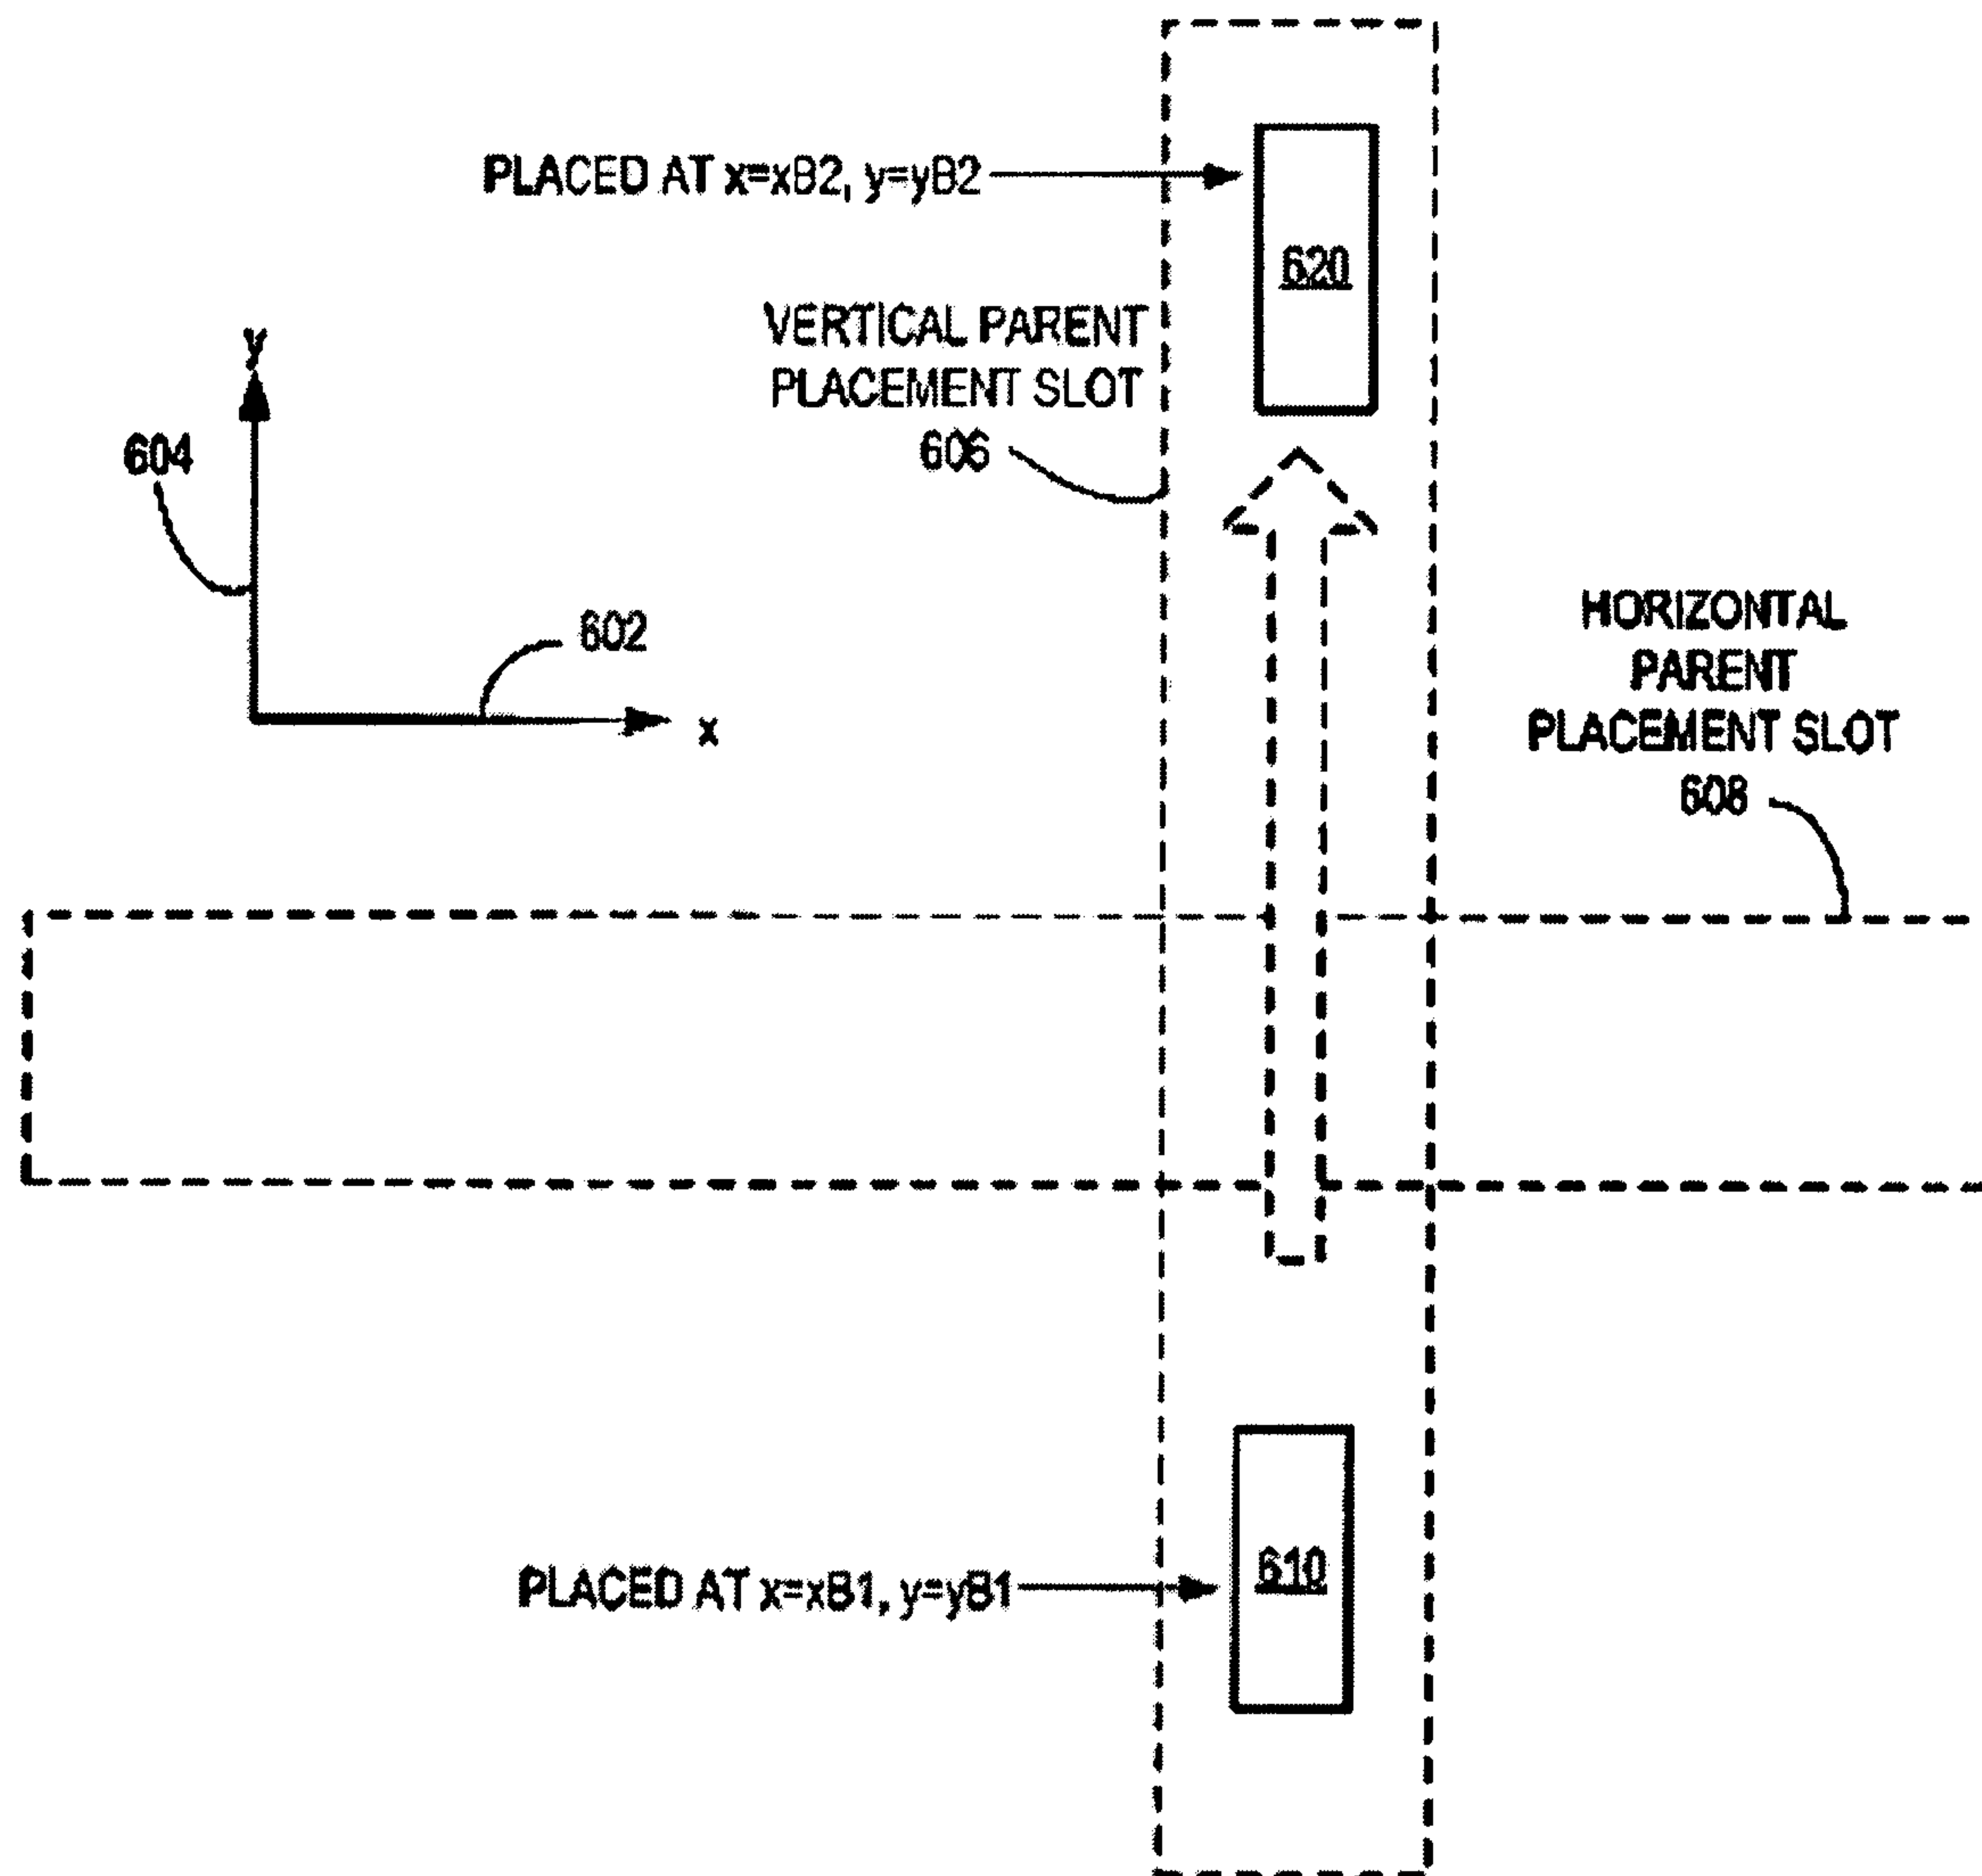 PLACED AT x=xB2, y=yB2
620
VERTICAL PARENT
PLACEMENT SLOT
606
y
604
602
x
HORIZONTAL
PARENT
PLACEMENT SLOT
608
PLACED AT x=xB1, y=yB1
610